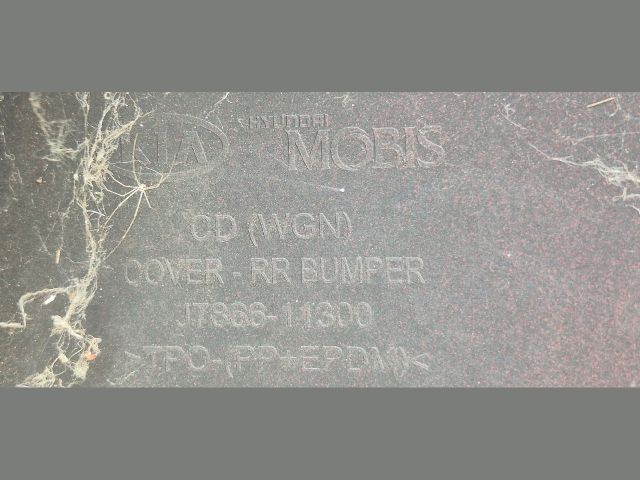 KIA HYUNDAI MOBIS
CD (WGN)
COVER - RR BUMPER
J7866-11300
>TPO-(PP+EPDM)<